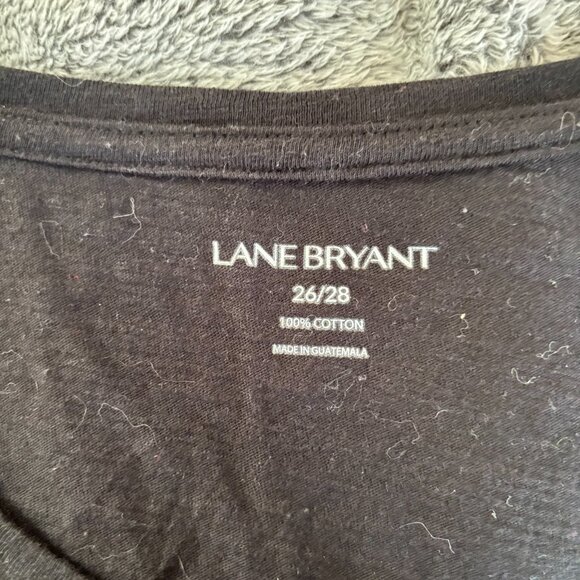 LANE BRYANT
26/28
100% COTTON
MADE IN GUATEMALA